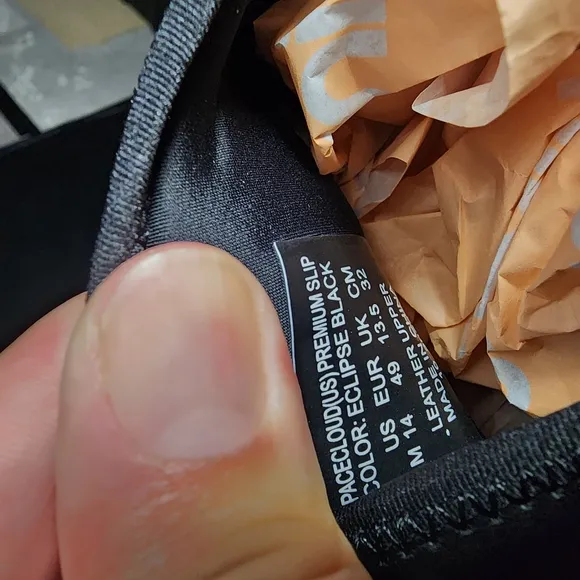 PACECLOUD(US)PREMIUM SLIP
COLOR: ECLIPSE BLACK
US EUR UK CM
M 14 49 13.5 32
LEATHER UPPER
MADE IN